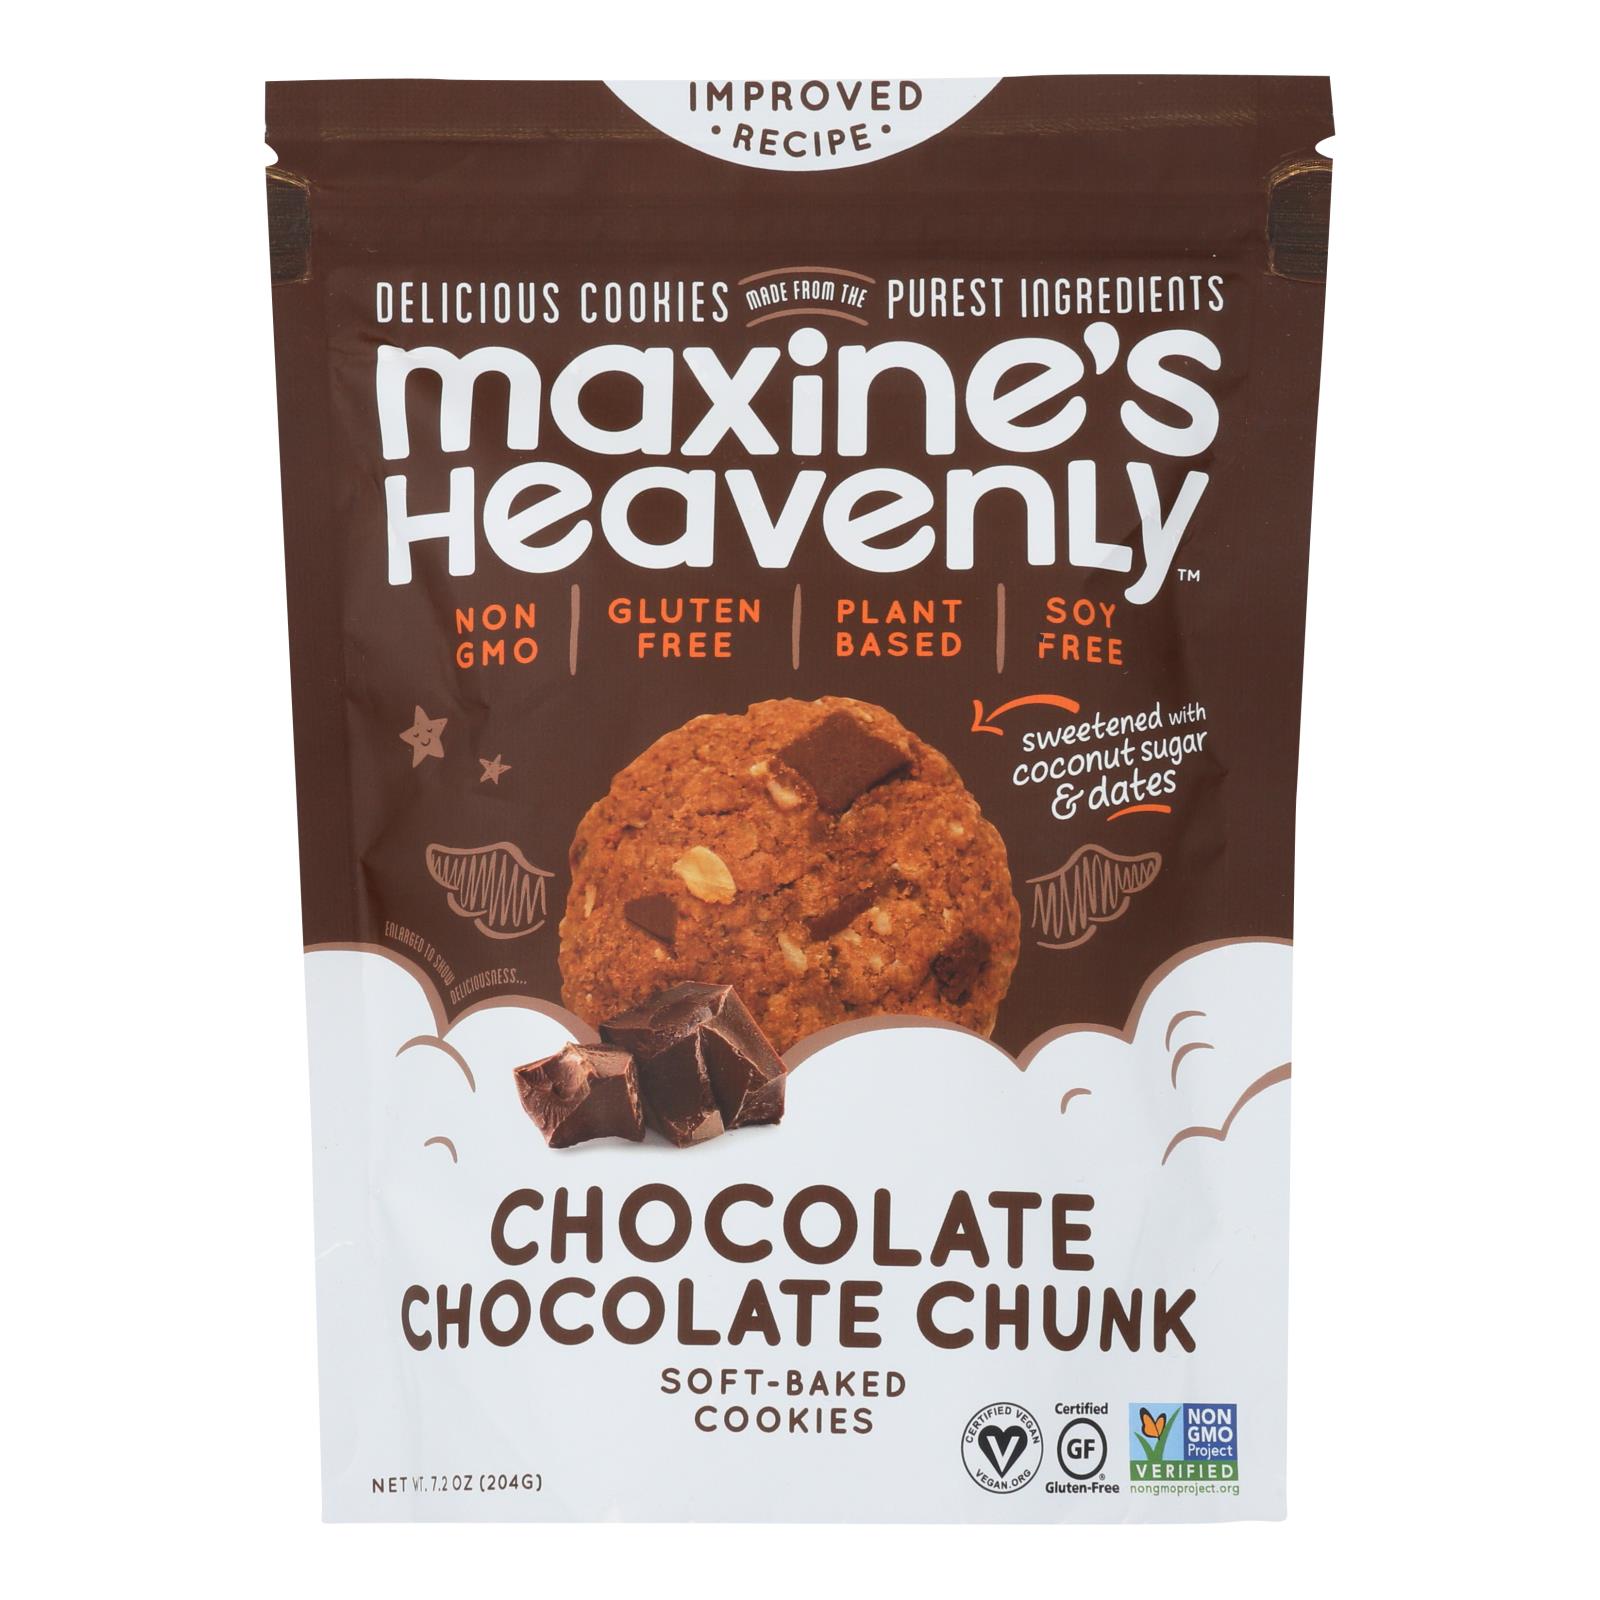 IMPROVED
• RECIPE •
DELICIOUS COOKIES MADE FROM THE PUREST INGREDIENTS
maxine's
Heavenly™
NON GMO | GLUTEN FREE | PLANT BASED | SOY FREE
sweetened with
coconut sugar
& dates
ENLARGED TO SHOW
DELICIOUSNESS...
CHOCOLATE
CHOCOLATE CHUNK
SOFT-BAKED
COOKIES
NET WT. 7.2 OZ (204G)
CERTIFIED VEGAN
V
VEGAN.ORG
Certified
GF®
Gluten-Free
NON
GMO
Project
VERIFIED
nongmoproject.org